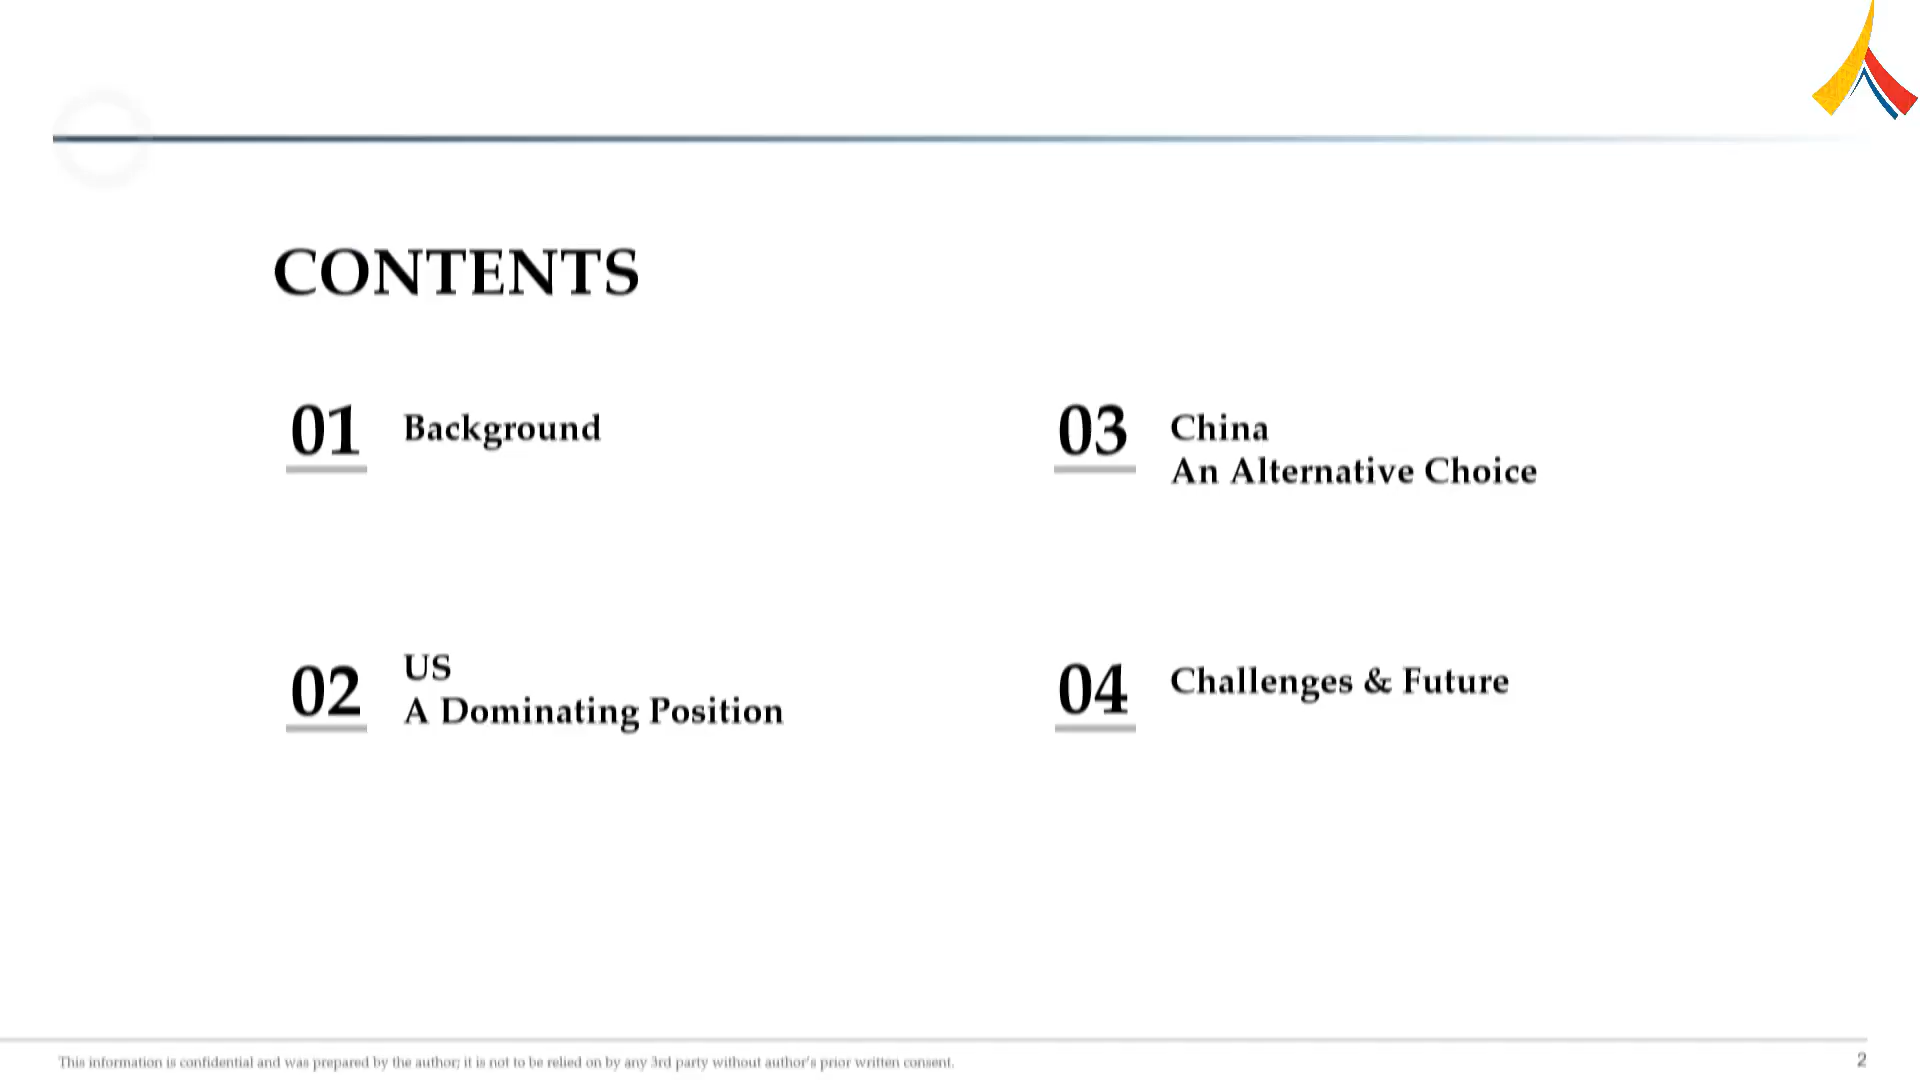 CONTENTS
01 Background
02 US
A Dominating Position
03 China
An Alternative Choice
04 Challenges & Future
This information is confidential and was prepared by the author; it is not to be relied on by any 3rd party without author's prior written consent.
2